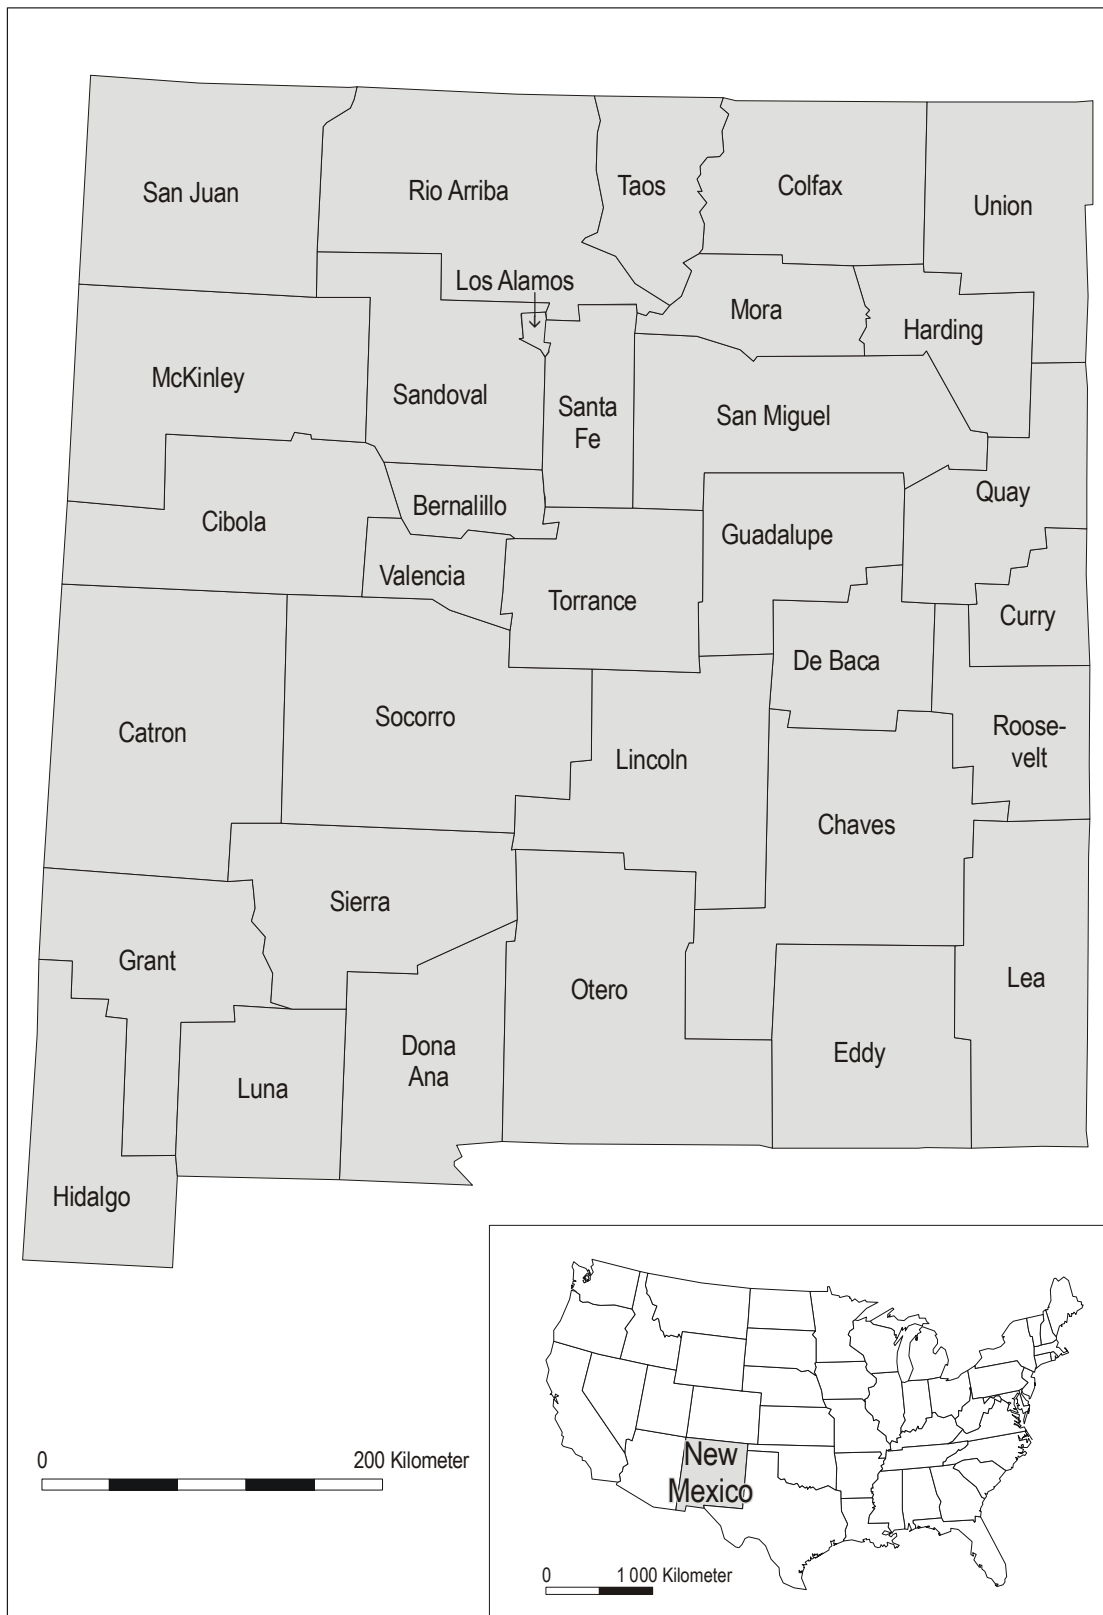 San Juan
Rio Arriba
Taos
Colfax
Union
Los Alamos
Mora
Harding
McKinley
Sandoval
Santa
Fe
San Miguel
Quay
Bernalillo
Cibola
Guadalupe
Valencia
Torrance
Curry
De Baca
Catron
Socorro
Lincoln
Roose-
velt
Chaves
Sierra
Grant
Otero
Lea
Dona
Ana
Eddy
Luna
Hidalgo
0 200 Kilometer
New
Mexico
0 1 000 Kilometer